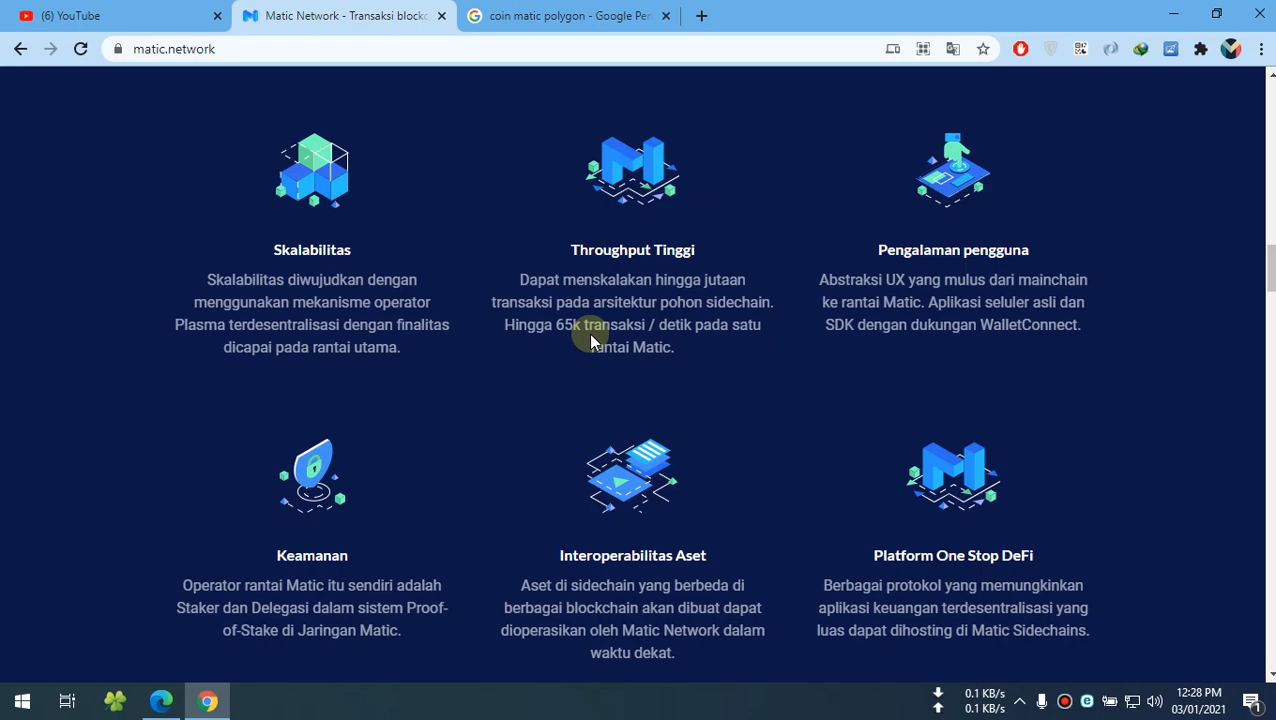 (6) YouTube
Matic Network - Transaksi blockc
coin matic polygon - Google Pen
matic.network
Skalabilitas
Skalabilitas diwujudkan dengan
menggunakan mekanisme operator
Plasma terdesentralisasi dengan finalitas
dicapai pada rantai utama.
Throughput Tinggi
Dapat menskalakan hingga jutaan
transaksi pada arsitektur pohon sidechain.
Hingga 65k transaksi / detik pada satu
rantai Matic.
Pengalaman pengguna
Abstraksi UX yang mulus dari mainchain
ke rantai Matic. Aplikasi seluler asli dan
SDK dengan dukungan WalletConnect.
Keamanan
Operator rantai Matic itu sendiri adalah
Staker dan Delegasi dalam sistem Proof-
of-Stake di Jaringan Matic.
Interoperabilitas Aset
Aset di sidechain yang berbeda di
berbagai blockchain akan dibuat dapat
dioperasikan oleh Matic Network dalam
waktu dekat.
Platform One Stop DeFi
Berbagai protokol yang memungkinkan
aplikasi keuangan terdesentralisasi yang
luas dapat dihosting di Matic Sidechains.
0.1 KB/s
0.1 KB/s
12:28 PM
03/01/2021
1